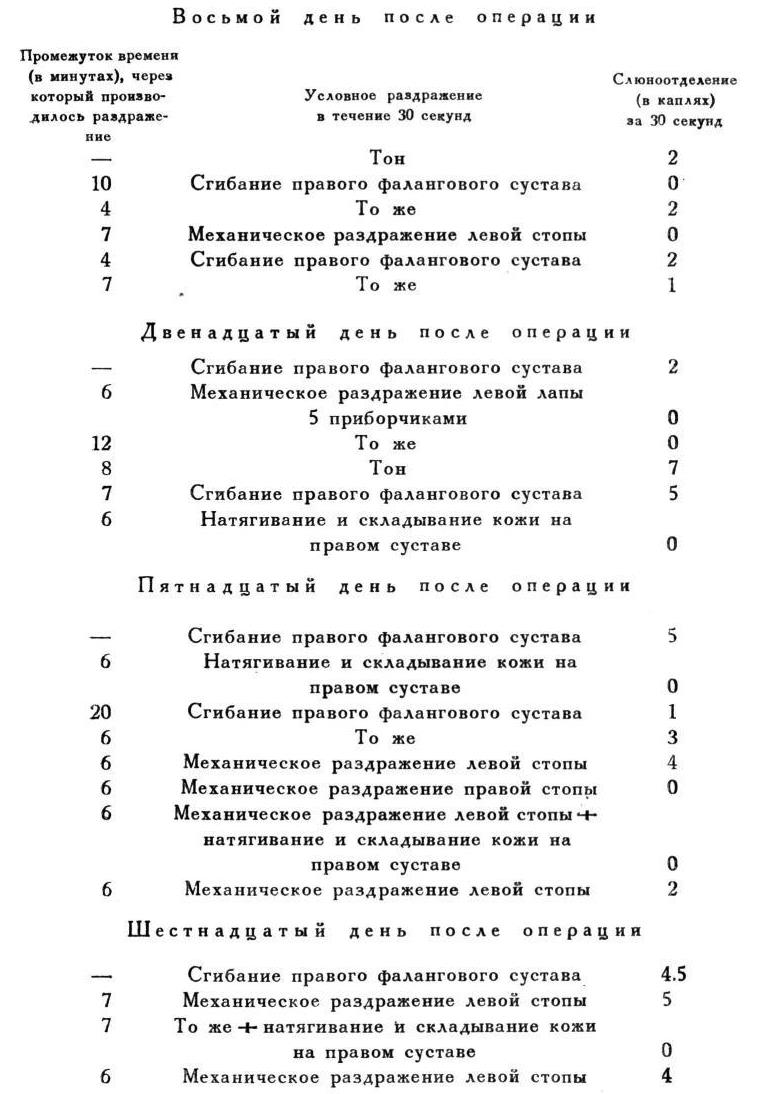 Восьмой день после операции
Промежуток времени
(в минутах), через
который произво-
дилось раздраже-
ние
Условное раздражение
в течение 30 секунд
Слюноотделение
(в каплях)
за 30 секунд
— Тон 2
10 Сгибание правого фалангового сустава 0
4 То же 2
7 Механическое раздражение левой стопы 0
4 Сгибание правого фалангового сустава 2
7 То же 1
Двенадцатый день после операции
— Сгибание правого фалангового сустава 2
6 Механическое раздражение левой лапы
5 приборчиками 0
12 То же 0
8 Тон 7
7 Сгибание правого фалангового сустава 5
6 Натягивание и складывание кожи на
правом суставе 0
Пятнадцатый день после операции
— Сгибание правого фалангового сустава 5
6 Натягивание и складывание кожи на
правом суставе 0
20 Сгибание правого фалангового сустава 1
6 То же 3
6 Механическое раздражение левой стопы 4
6 Механическое раздражение правой стопы 0
6 Механическое раздражение левой стопы +
натягивание и складывание кожи на
правом суставе 0
6 Механическое раздражение левой стопы 2
Шестнадцатый день после операции
— Сгибание правого фалангового сустава 4.5
7 Механическое раздражение левой стопы 5
7 То же + натягивание и складывание кожи
на правом суставе 0
6 Механическое раздражение левой стопы 4